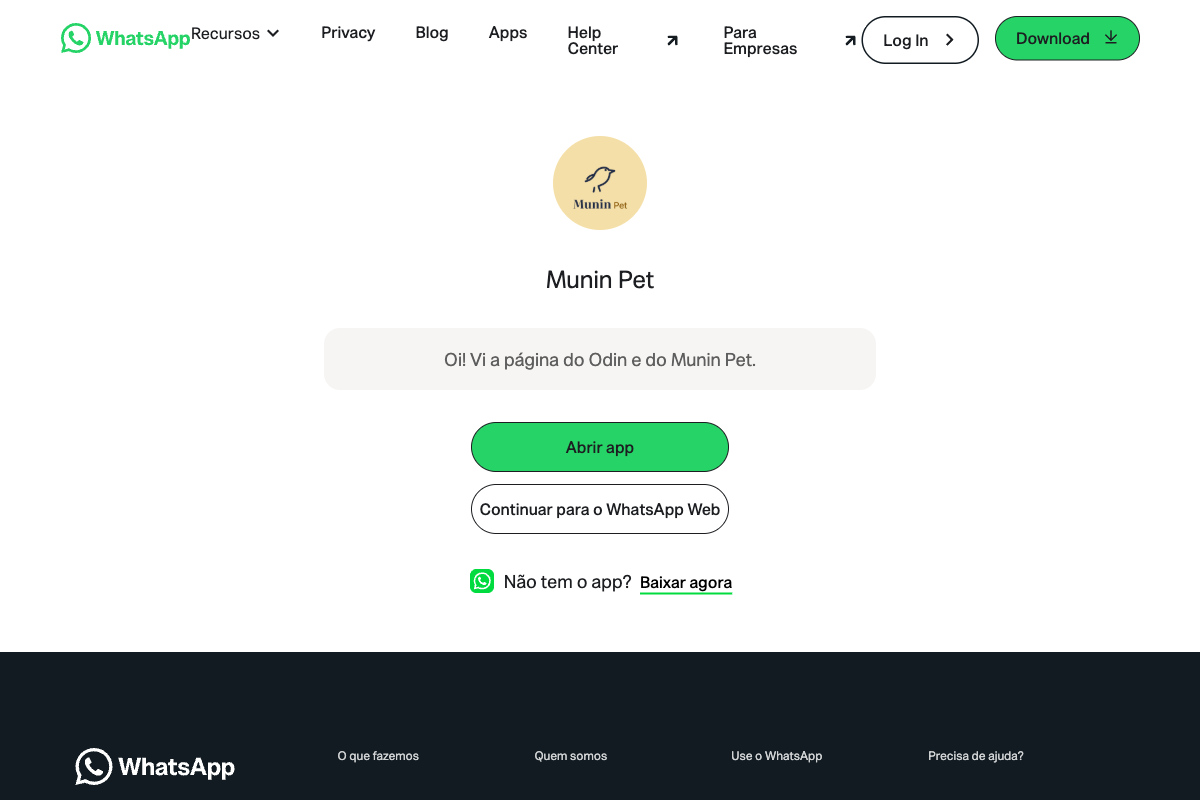 WhatsApp
Recursos
Privacy
Blog
Apps
Help
Center
Para
Empresas
Log In
Download
Munin Pet
Munin Pet
Oi! Vi a página do Odin e do Munin Pet.
Abrir app
Continuar para o WhatsApp Web
Não tem o app? Baixar agora
WhatsApp
O que fazemos
Quem somos
Use o WhatsApp
Precisa de ajuda?